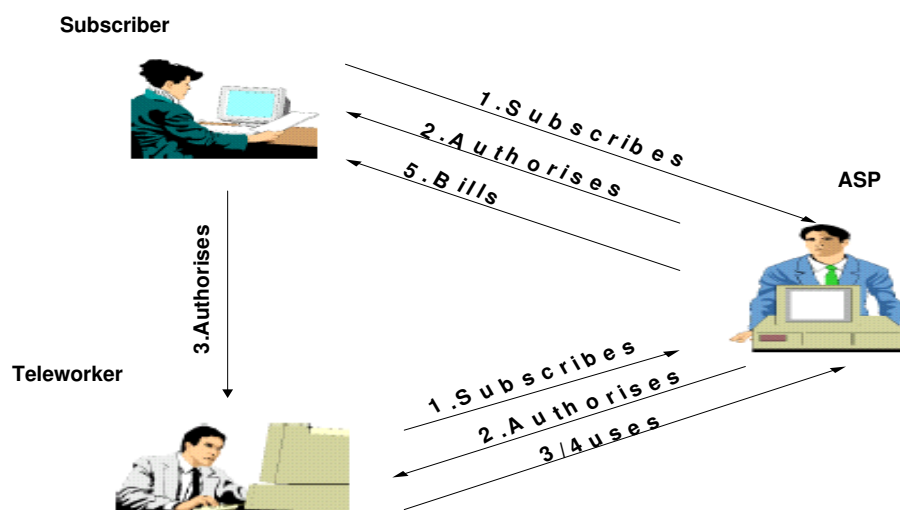 Subscriber
1.Subscribes
2.Authorises
5.Bills
ASP
3.Authorises
Teleworker
1.Subscribes
2.Authorises
3/4uses